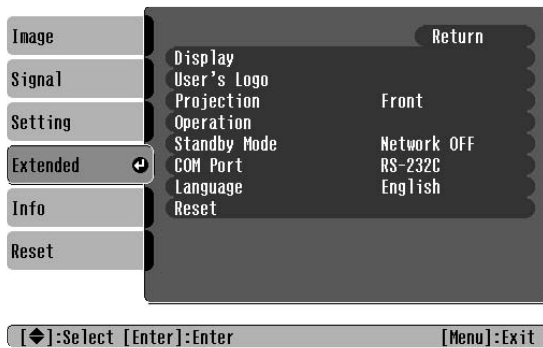 Image
Signal
Setting
Extended
Info
Reset
Return
Display
User's Logo
Projection Front
Operation
Standby Mode Network OFF
COM Port RS-232C
Language English
Reset
[◆]:Select [Enter]:Enter [Menu]:Exit